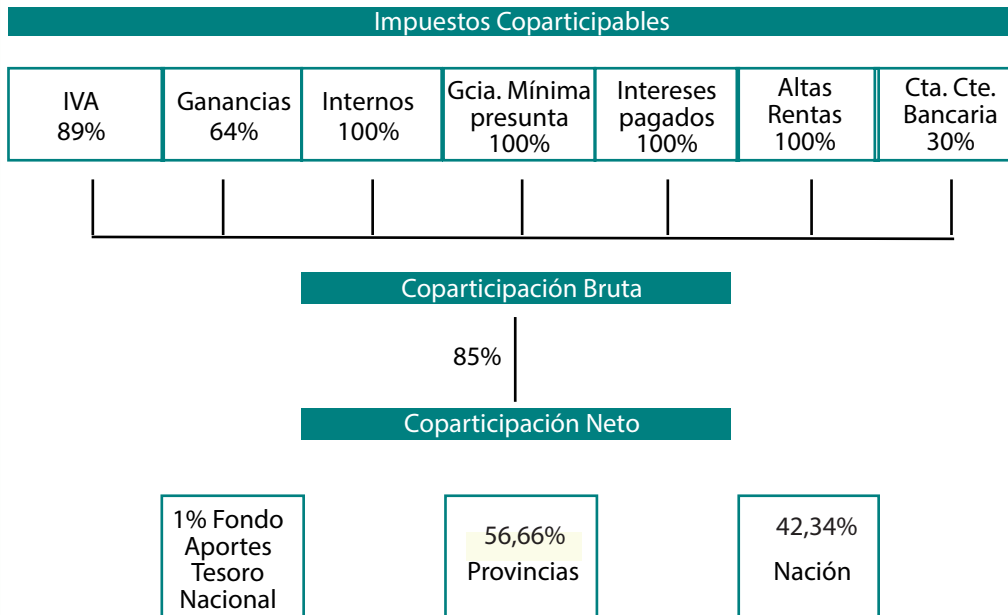 Impuestos Coparticipables
IVA
89%
Ganancias
64%
Internos
100%
Gcia. Mínima
presunta
100%
Intereses
pagados
100%
Altas
Rentas
100%
Cta. Cte.
Bancaria
30%
Coparticipación Bruta
85%
Coparticipación Neto
1% Fondo
Aportes
Tesoro
Nacional
56,66%
Provincias
42,34%
Nación